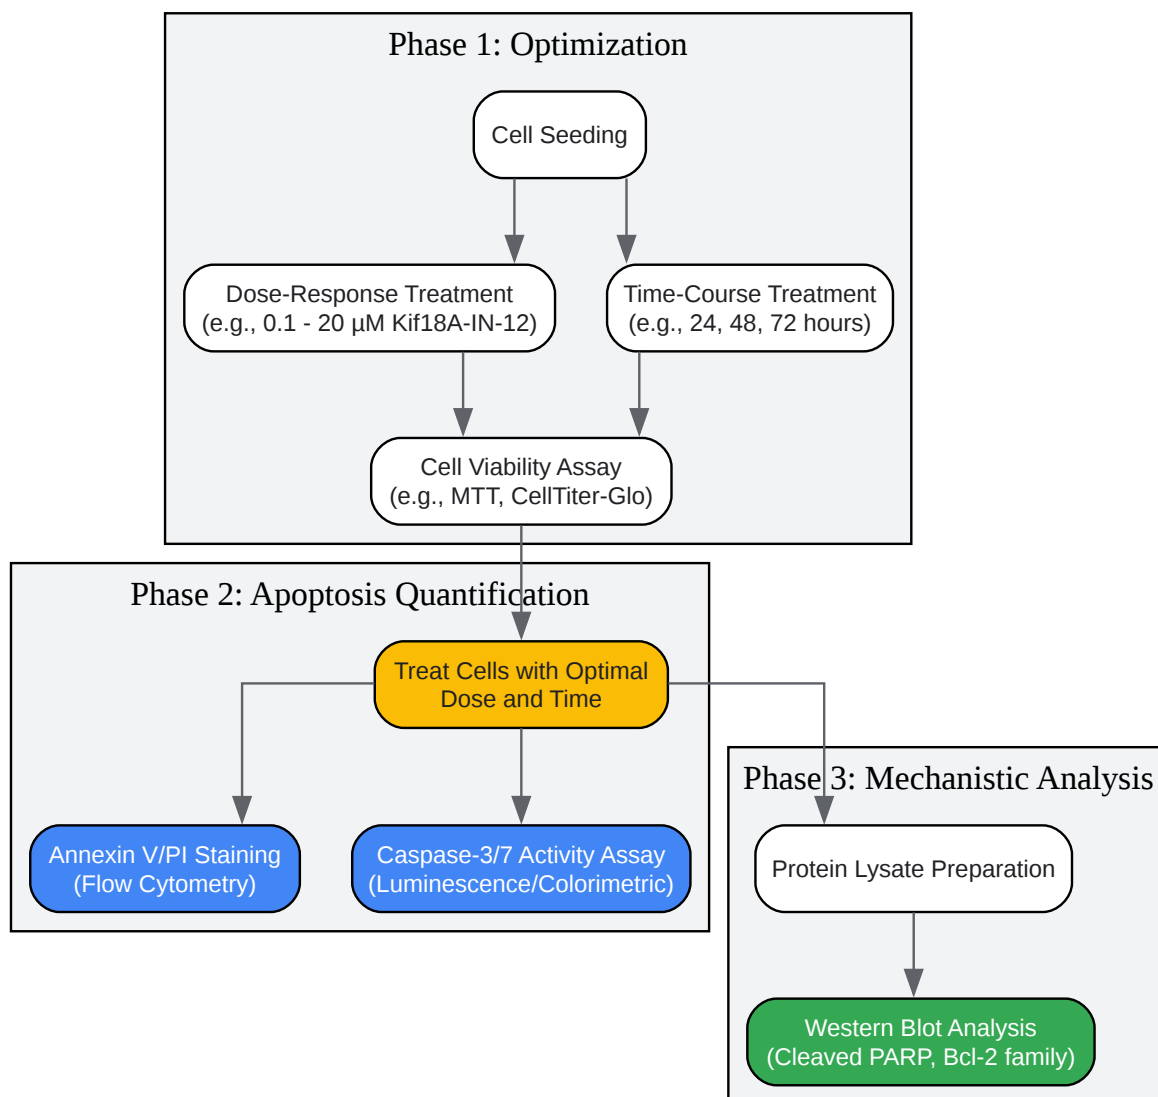 Phase 1: Optimization
Cell Seeding
Dose-Response Treatment
(e.g., 0.1 - 20 µM Kif18A-IN-12)
Time-Course Treatment
(e.g., 24, 48, 72 hours)
Cell Viability Assay
(e.g., MTT, CellTiter-Glo)
Phase 2: Apoptosis Quantification
Treat Cells with Optimal
Dose and Time
Annexin V/PI Staining
(Flow Cytometry)
Caspase-3/7 Activity Assay
(Luminescence/Colorimetric)
Phase 3: Mechanistic Analysis
Protein Lysate Preparation
Western Blot Analysis
(Cleaved PARP, Bcl-2 family)